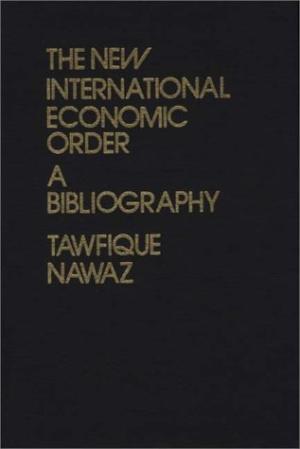 THE NEW
INTERNATIONAL
ECONOMIC
ORDER
A
BIBLIOGRAPHY
TAWFIQUE
NAWAZ